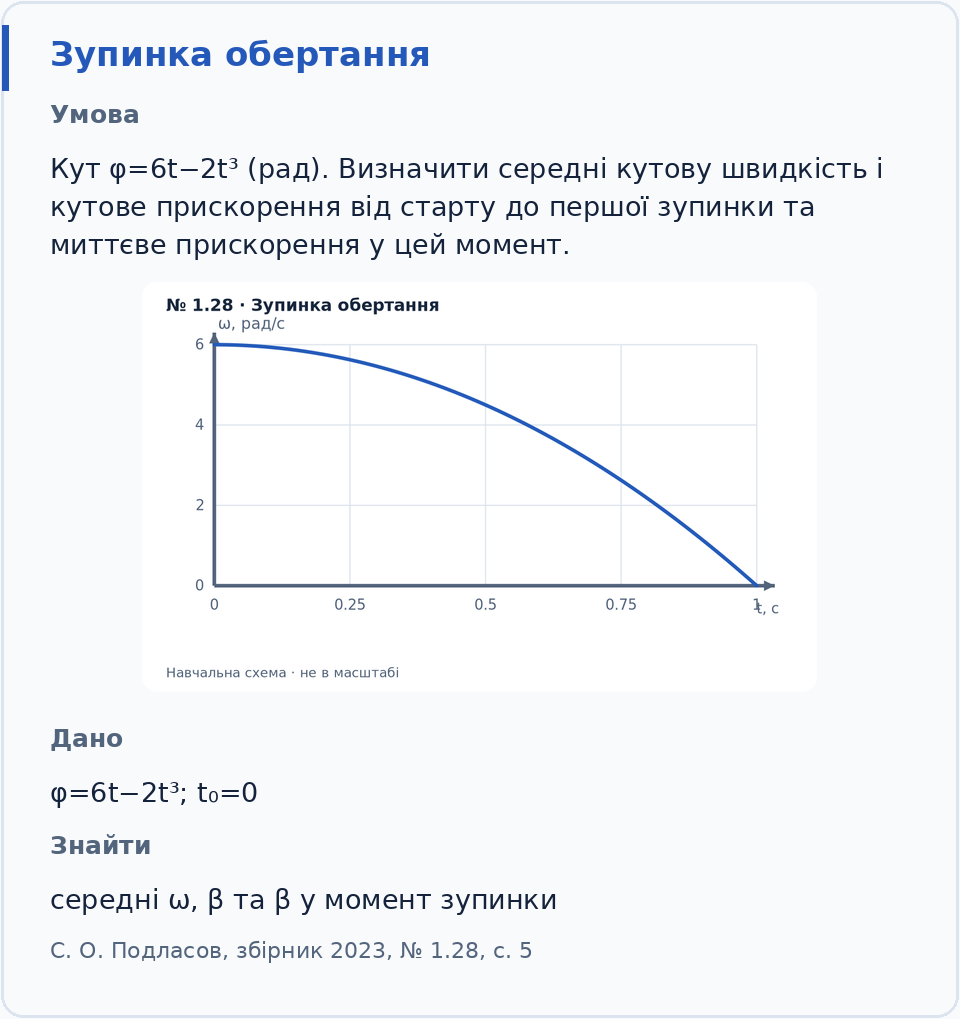 Зупинка обертання
Умова
Кут φ=6t−2t³ (рад). Визначити середні кутову швидкість і
кутове прискорення від старту до першої зупинки та
миттєве прискорення у цей момент.
№ 1.28 · Зупинка обертання
ω, рад/с
6
4
2
0
0 0.25 0.5 0.75 1
t, с
Навчальна схема · не в масштабі
Дано
φ=6t−2t³; t₀=0
Знайти
середні ω, β та β у момент зупинки
С. О. Подласов, збірник 2023, № 1.28, с. 5